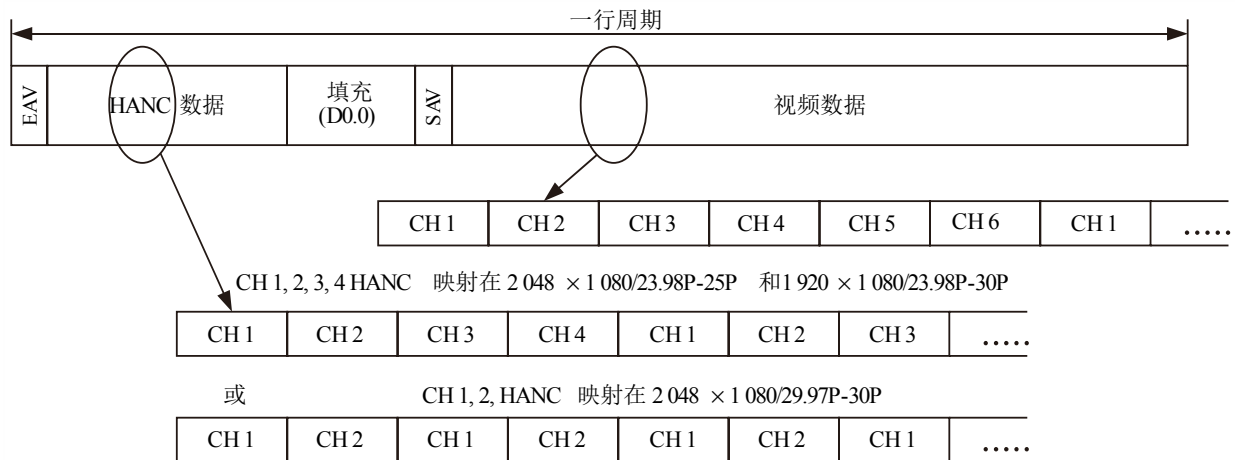 一行周期
EAV HANC 数据 填充 SAV 视频数据
(D0.0)
CH 1 CH 2 CH 3 CH 4 CH 5 CH 6 CH 1 .....
CH 1, 2, 3, 4 HANC 映射在 2 048 × 1 080/23.98P-25P 和1 920 × 1 080/23.98P-30P
CH 1 CH 2 CH 3 CH 4 CH 1 CH 2 CH 3 .....
或 CH 1, 2, HANC 映射在 2 048 × 1 080/29.97P-30P
CH 1 CH 2 CH 1 CH 2 CH 1 CH 2 CH 1 .....